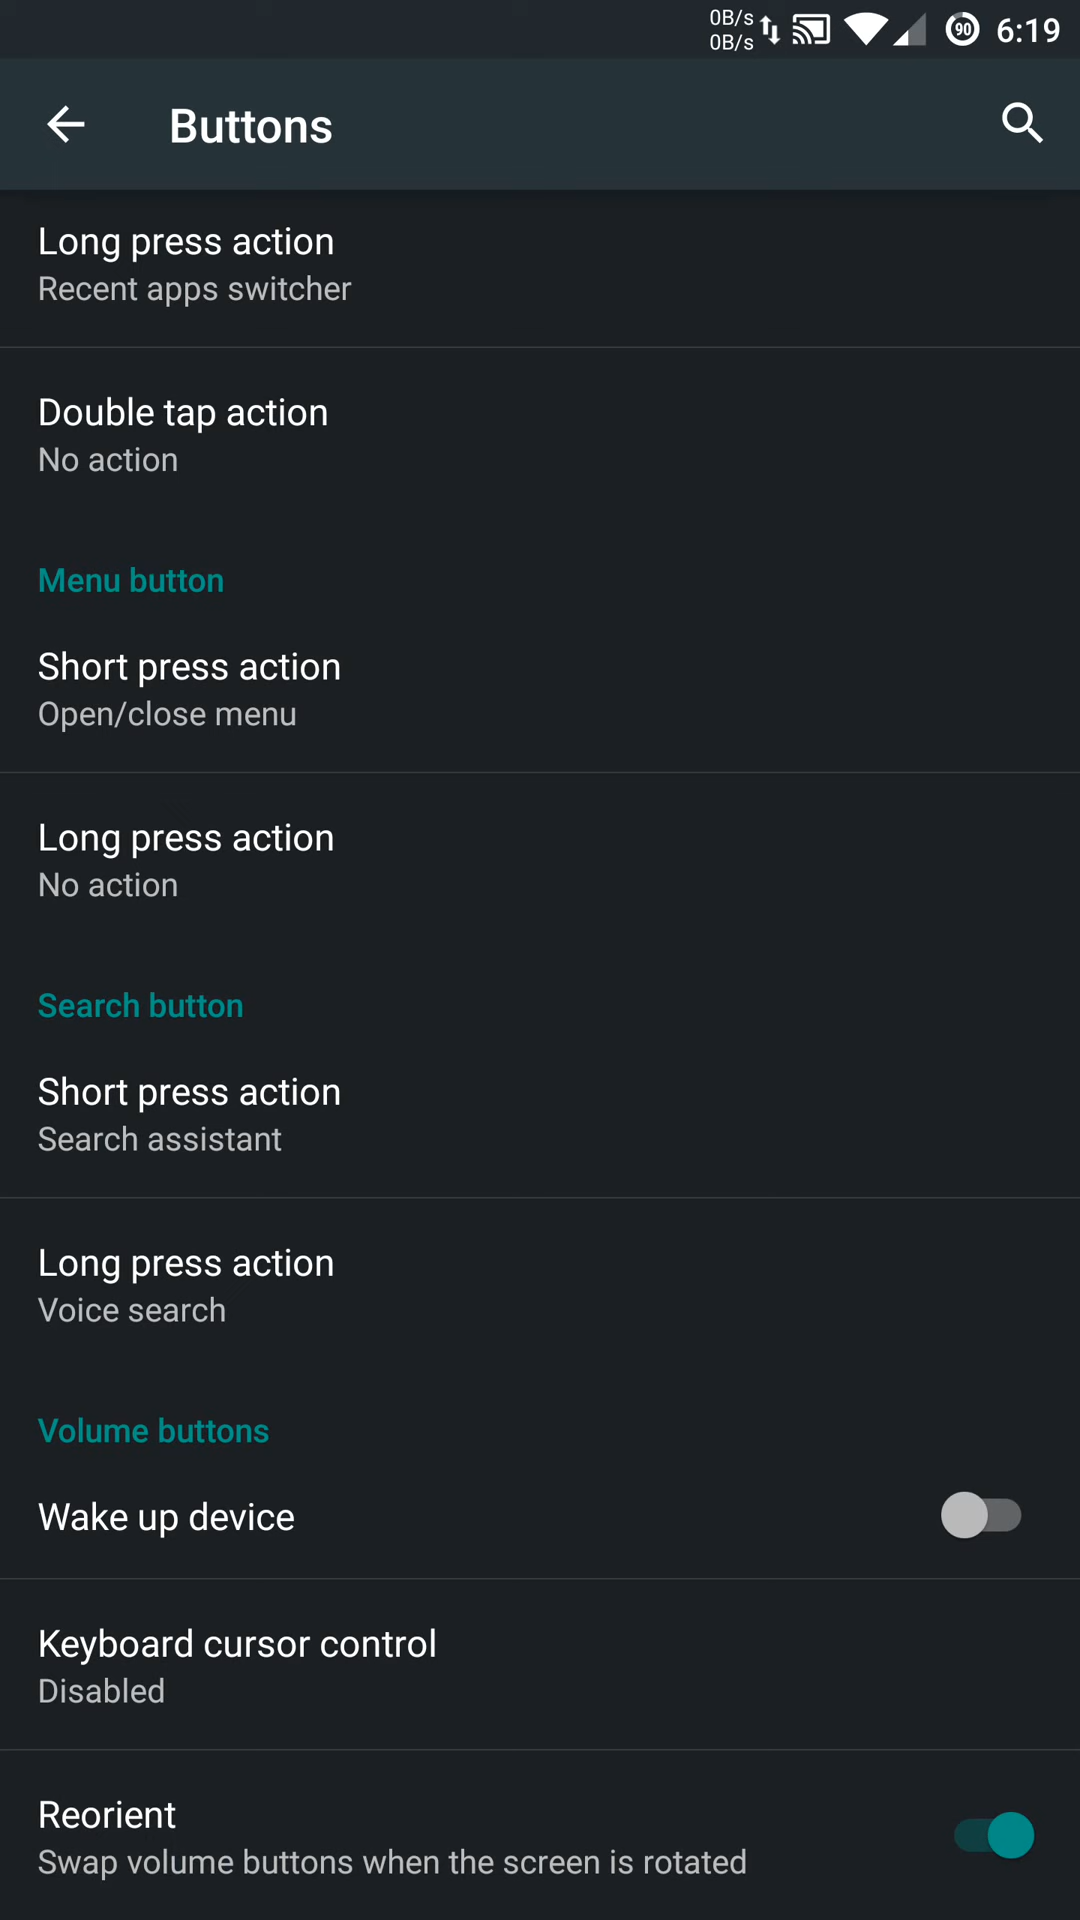 0B/s
0B/s
90
6:19
Buttons
Long press action
Recent apps switcher
Double tap action
No action
Menu button
Short press action
Open/close menu
Long press action
No action
Search button
Short press action
Search assistant
Long press action
Voice search
Volume buttons
Wake up device
Keyboard cursor control
Disabled
Reorient
Swap volume buttons when the screen is rotated